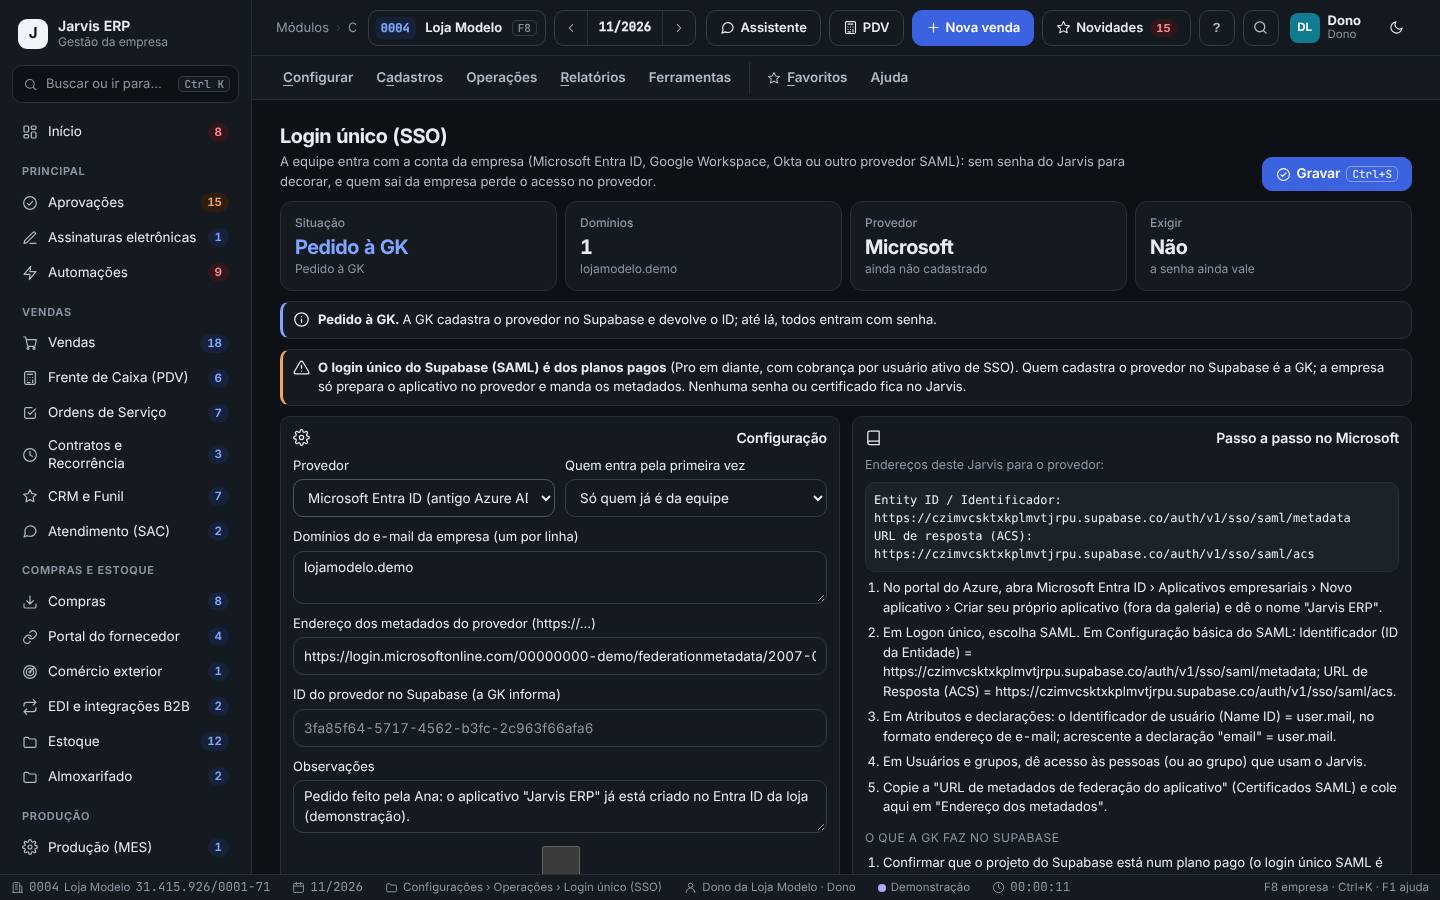 J Jarvis ERP
Gestão da empresa
Buscar ou ir para... Ctrl K
Início 8
PRINCIPAL
Aprovações 15
Assinaturas eletrônicas 1
Automações 9
VENDAS
Vendas 18
Frente de Caixa (PDV) 6
Ordens de Serviço 7
Contratos e
Recorrência 3
CRM e Funil 7
Atendimento (SAC) 2
COMPRAS E ESTOQUE
Compras 8
Portal do fornecedor 4
Comércio exterior 1
EDI e integrações B2B 2
Estoque 12
Almoxarifado 2
PRODUÇÃO
Produção (MES) 1
Módulos › C 0004 Loja Modelo F8 ‹ 11/2026 › Assistente PDV + Nova venda Novidades 15 ? DL Dono
Dono
Configurar Cadastros Operações Relatórios Ferramentas Favoritos Ajuda
Login único (SSO)
A equipe entra com a conta da empresa (Microsoft Entra ID, Google Workspace, Okta ou outro provedor SAML): sem senha do Jarvis para
decorar, e quem sai da empresa perde o acesso no provedor.
Gravar Ctrl+S
Situação
Pedido à GK
Pedido à GK
Domínios
1
lojamodelo.demo
Provedor
Microsoft
ainda não cadastrado
Exigir
Não
a senha ainda vale
Pedido à GK. A GK cadastra o provedor no Supabase e devolve o ID; até lá, todos entram com senha.
O login único do Supabase (SAML) é dos planos pagos (Pro em diante, com cobrança por usuário ativo de SSO). Quem cadastra o provedor no Supabase é a GK; a empresa
só prepara o aplicativo no provedor e manda os metadados. Nenhuma senha ou certificado fica no Jarvis.
Configuração
Provedor
Microsoft Entra ID (antigo Azure AD
Quem entra pela primeira vez
Só quem já é da equipe
Domínios do e-mail da empresa (um por linha)
lojamodelo.demo
Endereço dos metadados do provedor (https://...)
https://login.microsoftonline.com/00000000-demo/federationmetadata/2007-0
ID do provedor no Supabase (a GK informa)
3fa85f64-5717-4562-b3fc-2c963f66afa6
Observações
Pedido feito pela Ana: o aplicativo "Jarvis ERP" já está criado no Entra ID da loja
(demonstração).
Passo a passo no Microsoft
Endereços deste Jarvis para o provedor:
Entity ID / Identificador:
https://czimvcsktxkplmvtjrpu.supabase.co/auth/v1/sso/saml/metadata
URL de resposta (ACS):
https://czimvcsktxkplmvtjrpu.supabase.co/auth/v1/sso/saml/acs
1. No portal do Azure, abra Microsoft Entra ID › Aplicativos empresariais › Novo
aplicativo › Criar seu próprio aplicativo (fora da galeria) e dê o nome "Jarvis ERP".
2. Em Logon único, escolha SAML. Em Configuração básica do SAML: Identificador (ID
da Entidade) =
https://czimvcsktxkplmvtjrpu.supabase.co/auth/v1/sso/saml/metadata; URL de
Resposta (ACS) = https://czimvcsktxkplmvtjrpu.supabase.co/auth/v1/sso/saml/acs.
3. Em Atributos e declarações: o Identificador de usuário (Name ID) = user.mail, no
formato endereço de e-mail; acrescente a declaração "email" = user.mail.
4. Em Usuários e grupos, dê acesso às pessoas (ou ao grupo) que usam o Jarvis.
5. Copie a "URL de metadados de federação do aplicativo" (Certificados SAML) e cole
aqui em "Endereço dos metadados".
O QUE A GK FAZ NO SUPABASE
1. Confirmar que o projeto do Supabase está num plano pago (o login único SAML é
0004 Loja Modelo 31.415.926/0001-71 11/2026 Configurações › Operações › Login único (SSO) Dono da Loja Modelo · Dono Demonstração 00:00:11 F8 empresa · Ctrl+K · F1 ajuda